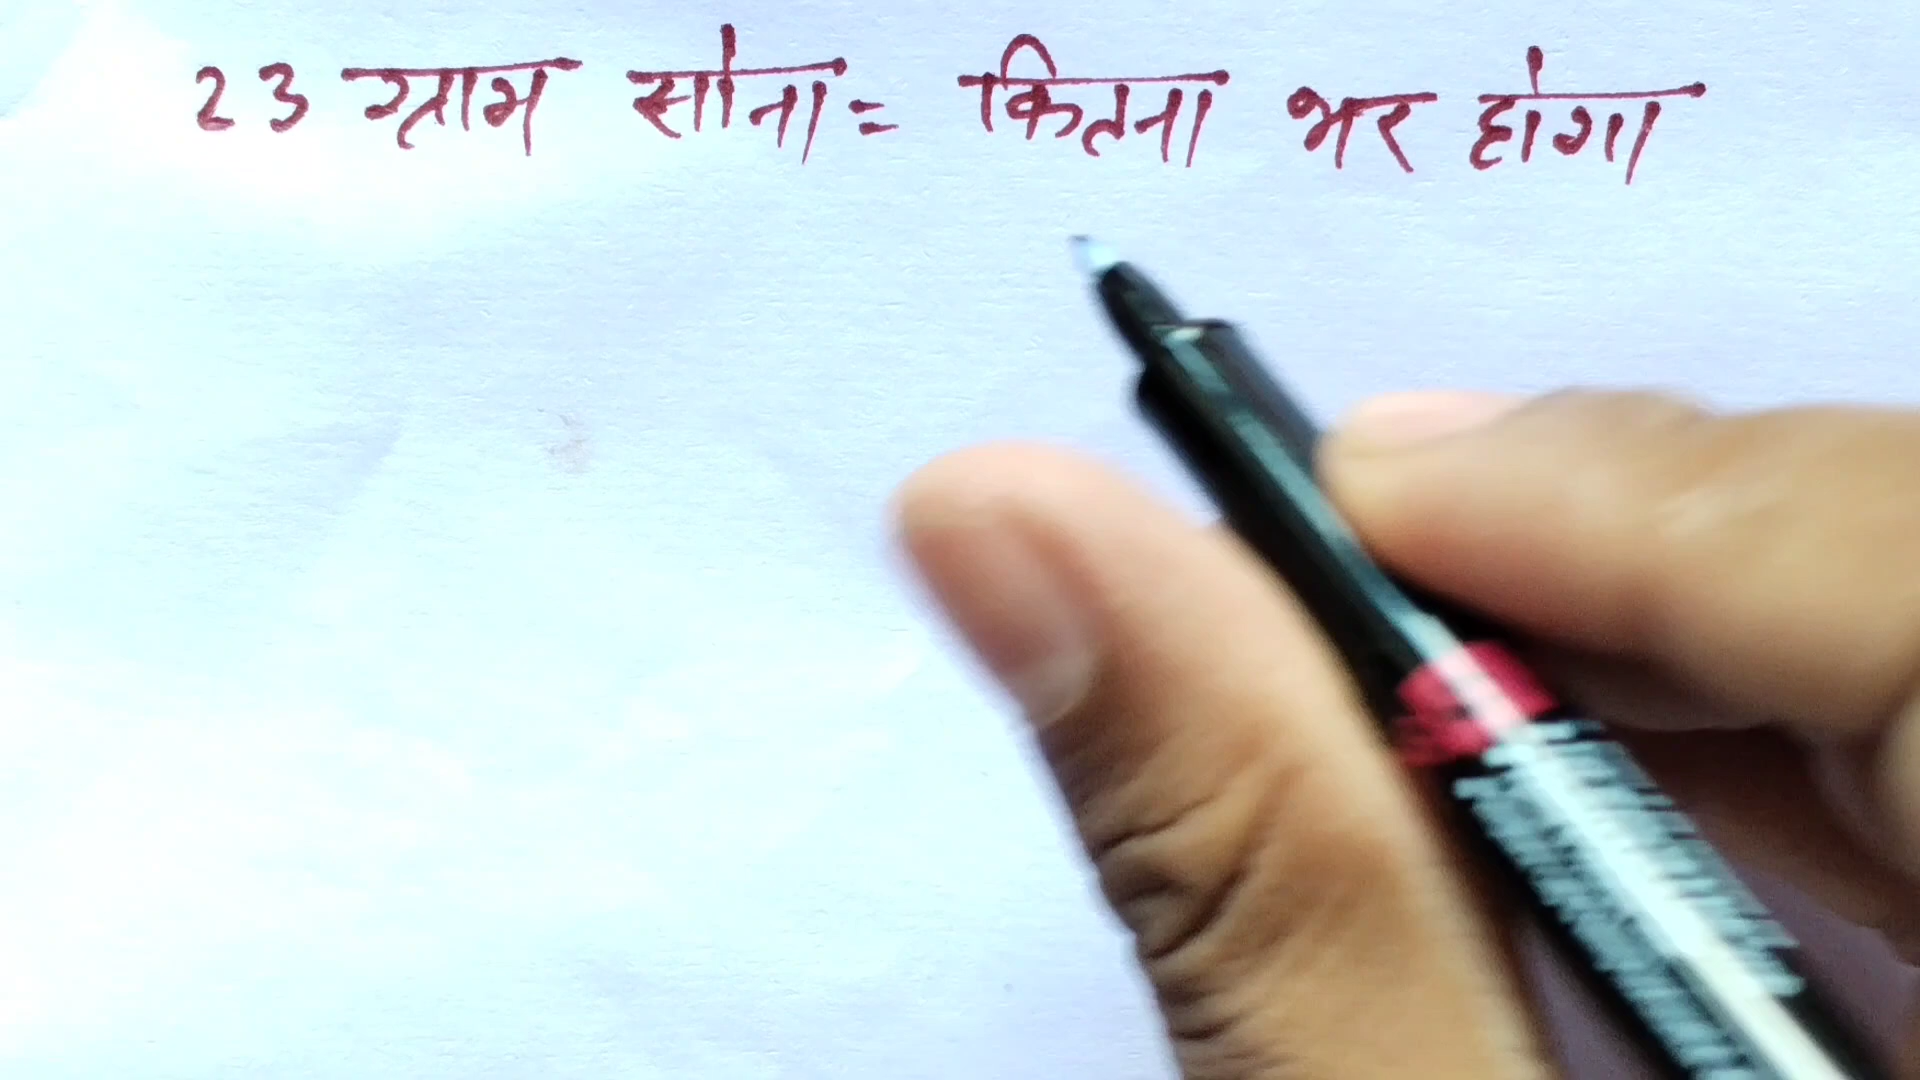 23 ग्राम सोना = कितना भर होगा